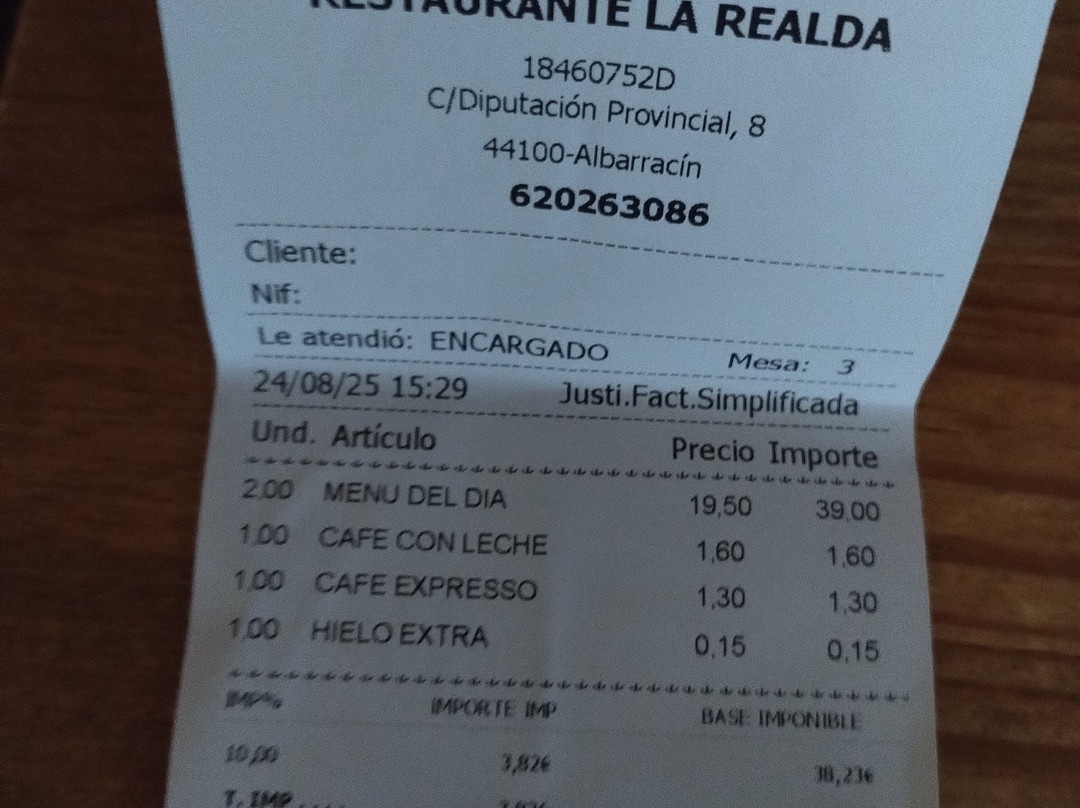 RESTAURANTE LA REALDA
18460752D
C/Diputación Provincial, 8
44100-Albarracín
620263086
Cliente:
Nif:
Le atendió: ENCARGADO Mesa: 3
24/08/25 15:29 Justi.Fact.Simplificada
Und. Artículo Precio Importe
2,00 MENU DEL DIA 19,50 39,00
1,00 CAFE CON LECHE 1,60 1,60
1,00 CAFE EXPRESSO 1,30 1,30
1,00 HIELO EXTRA 0,15 0,15
IMP% IMPORTE IMP BASE IMPONIBLE
10,00 3,82€ 38,23€
T. IMP